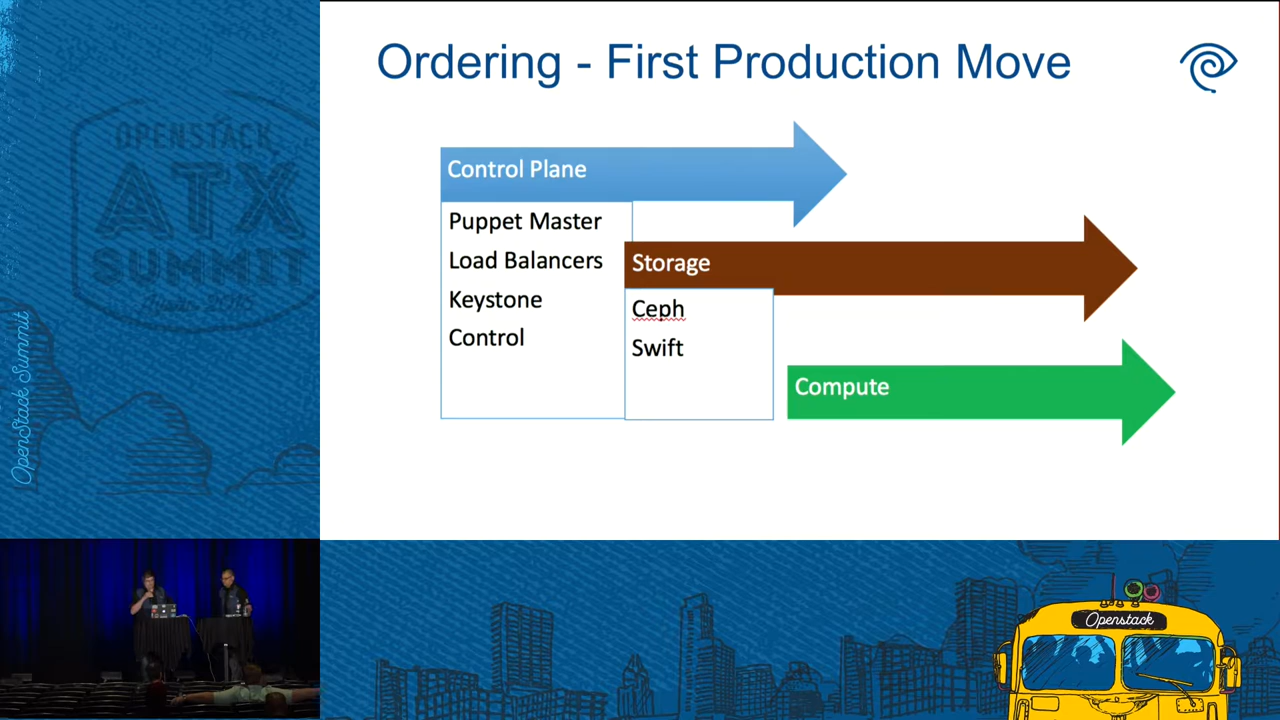 Ordering - First Production Move
Control Plane
Puppet Master
Load Balancers
Keystone
Control
Storage
Ceph
Swift
Compute
OPENSTACK
ATX
SUMMIT
OpenStack Summit
Openstack